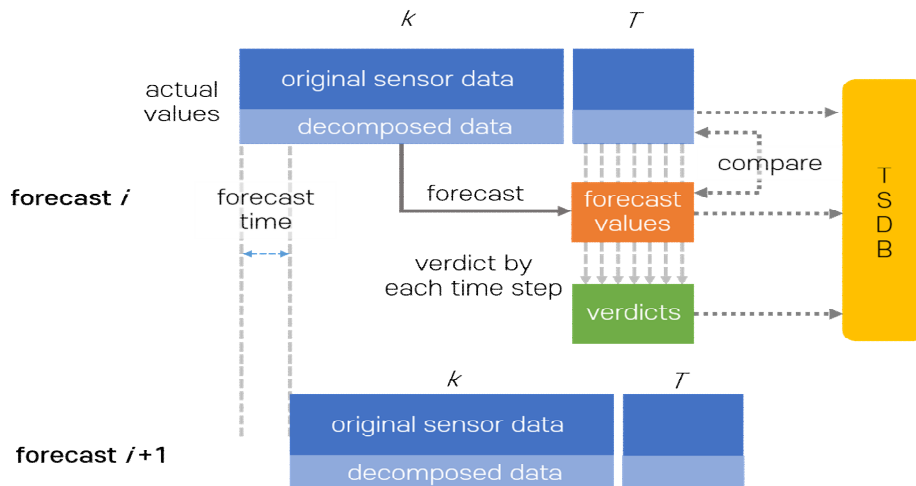 k
T
original sensor data
actual
values
decomposed data
compare
T
S
D
B
forecast i
forecast
time
forecast
forecast
values
verdict by
each time step
verdicts
k
T
original sensor data
forecast i+1
decomposed data